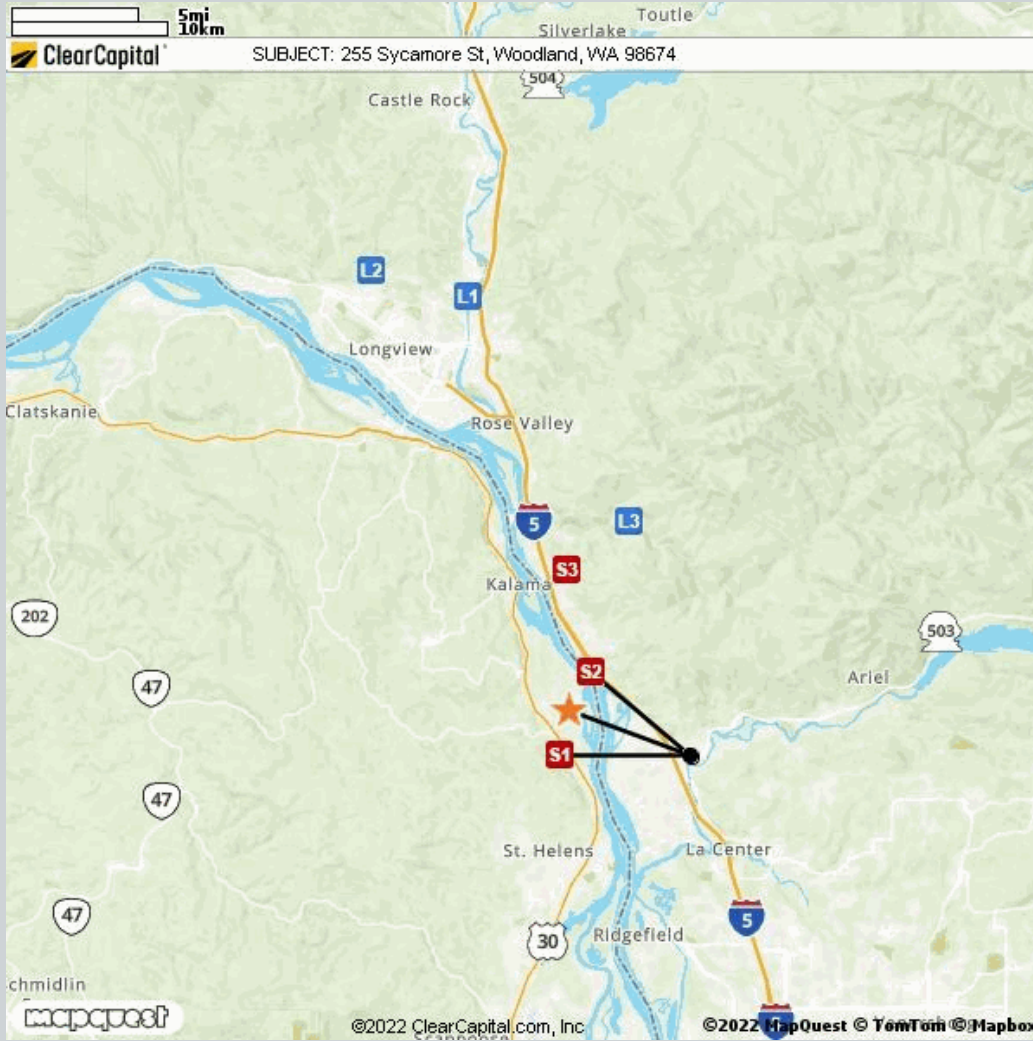 5mi
10km
Toutle
Silverlake
ClearCapital
SUBJECT: 255 Sycamore St, Woodland, WA 98674
504
Castle Rock
L2
L1
Longview
Clatskanie
Rose Valley
5
L3
S3
Kalama
202
503
S2
Ariel
47
S1
47
St. Helens
La Center
47
5
30
Ridgefield
chmidlin
mapquest
©2022 ClearCapital.com, Inc
©2022 MapQuest © TomTom © Mapbox
Scappoose